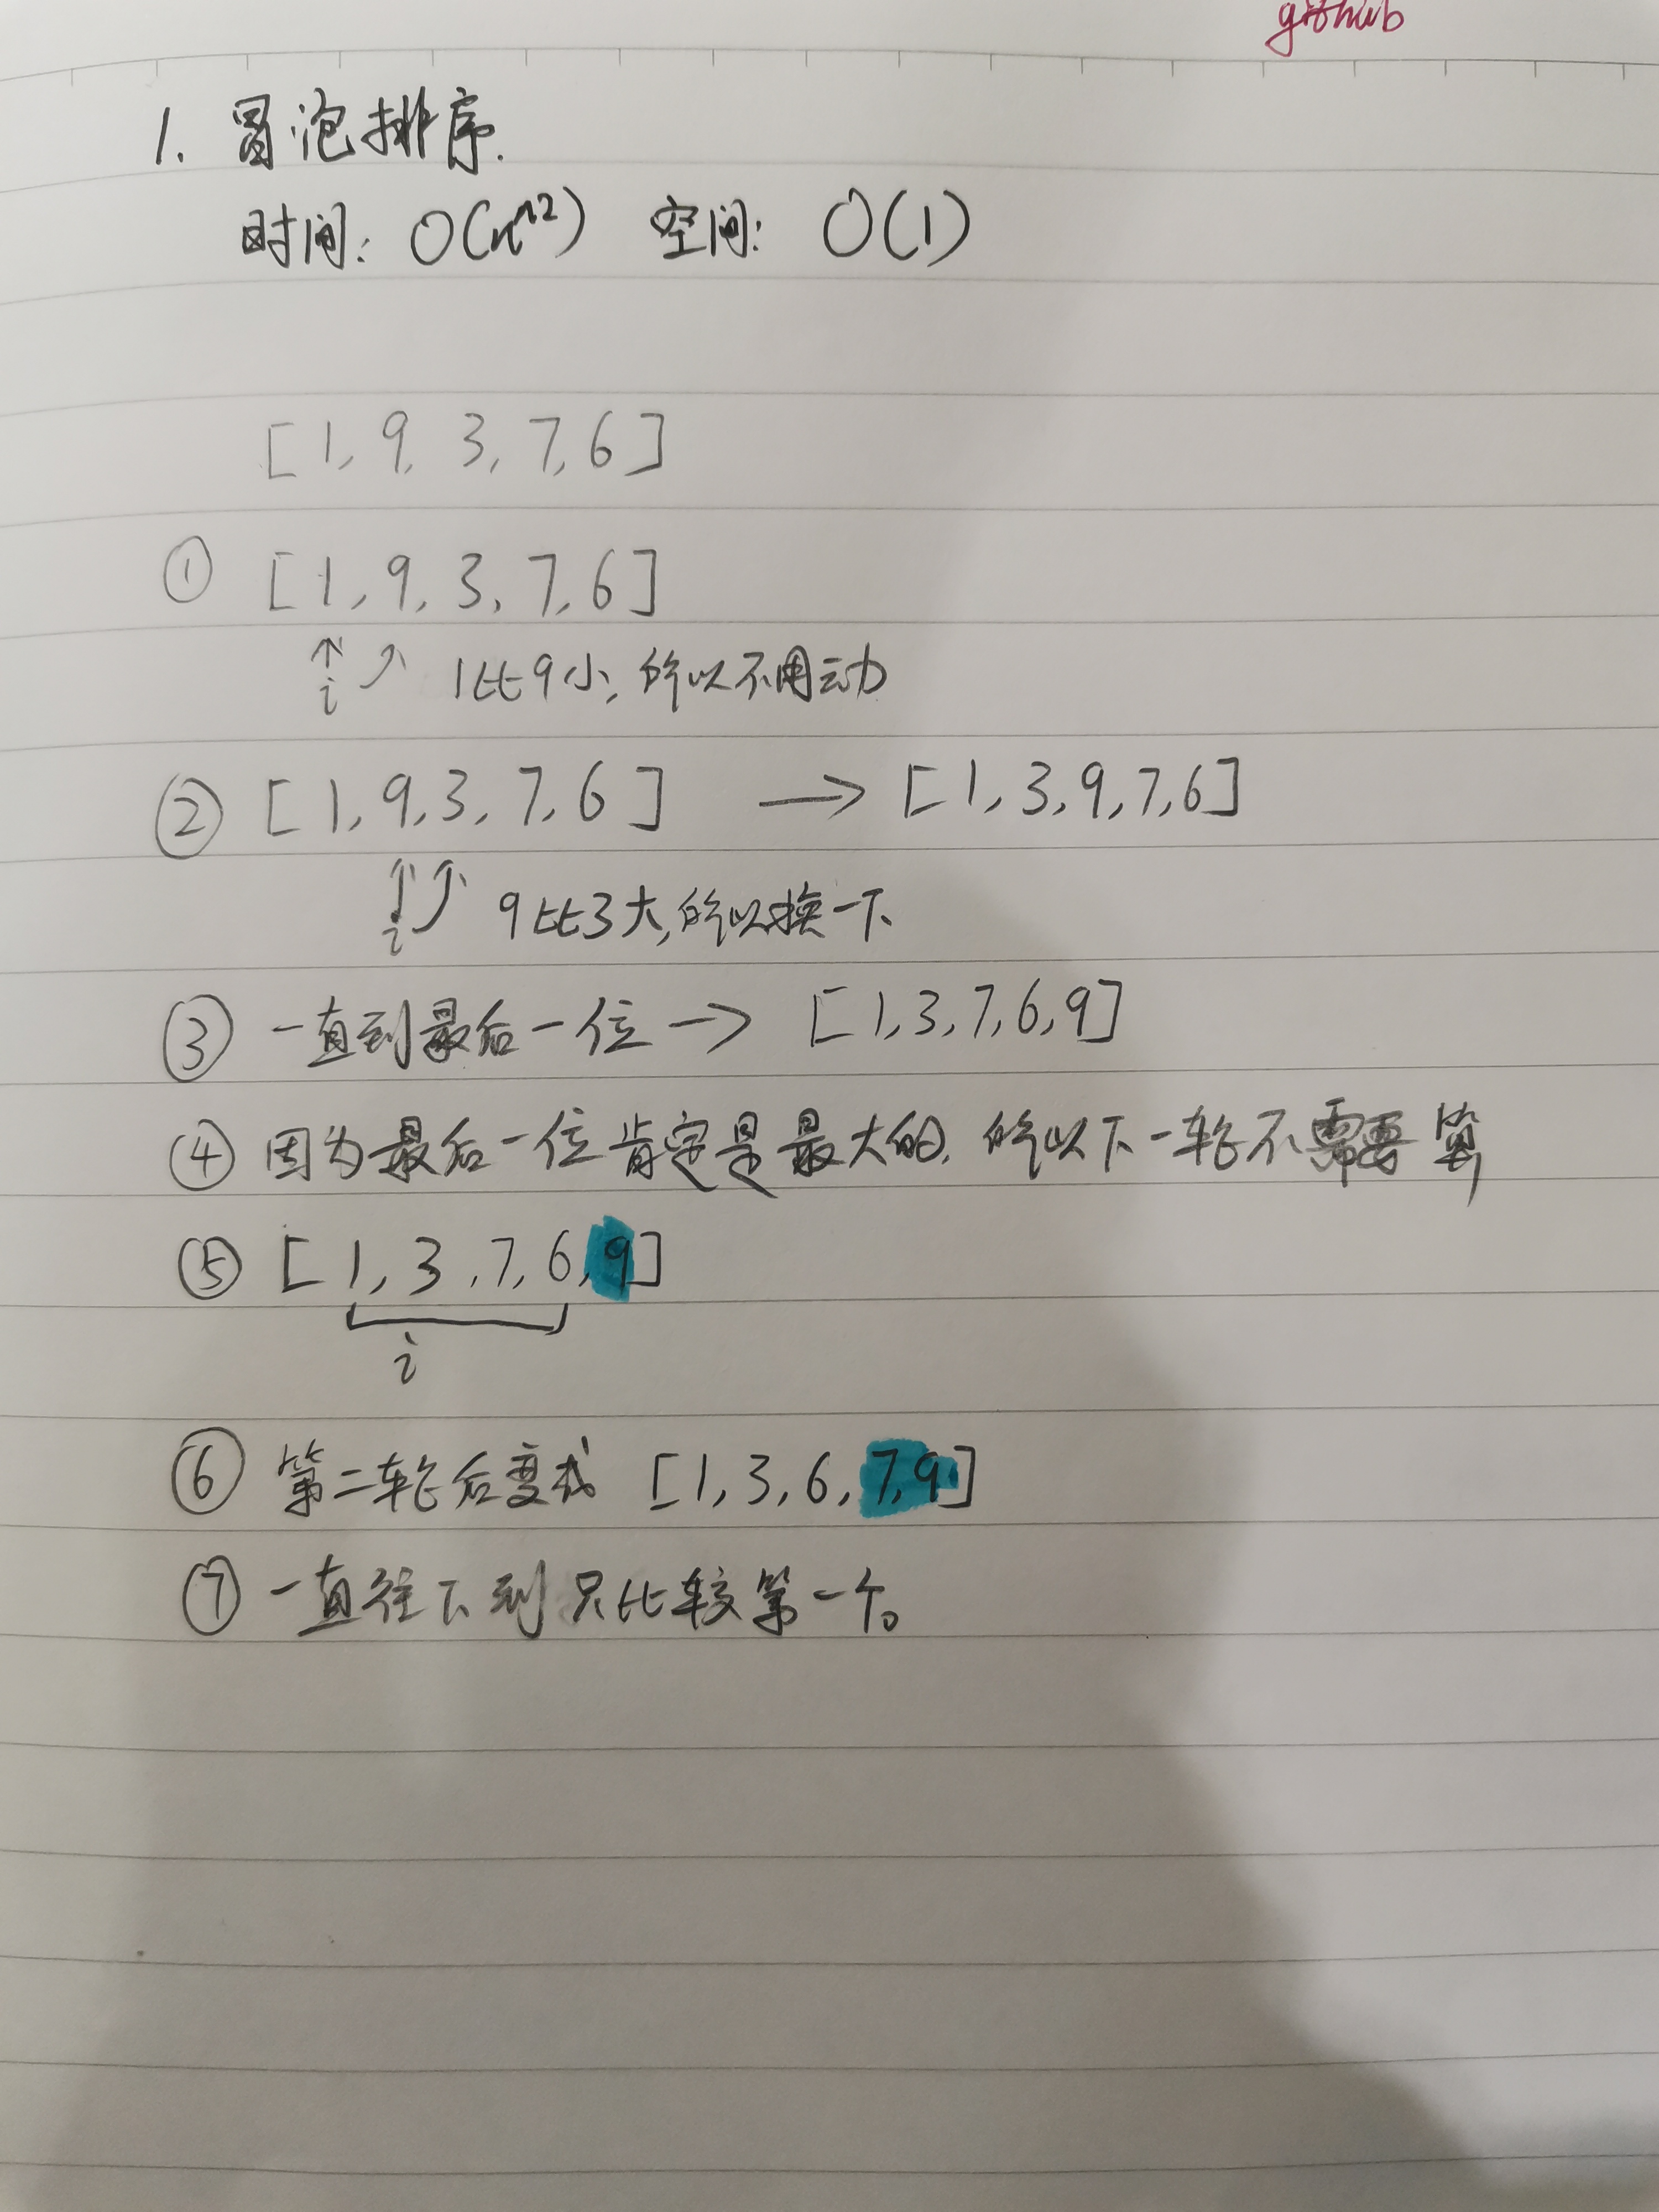 github
1. 冒泡排序.
时间: O(n^2) 空间: O(1)
[1, 9, 3, 7, 6]
① [1, 9, 3, 7, 6]
i 1比9小, 所以不用动
② [1, 9, 3, 7, 6] → [1, 3, 9, 7, 6]
i 9比3大, 所以换一下
③ 一直到最后一位 → [1, 3, 7, 6, 9]
④ 因为最后一位肯定是最大的, 所以下一轮不需要算
⑤ [1, 3, 7, 6, 9]
i
⑥ 第二轮后变成 [1, 3, 6, 7, 9]
⑦ 一直往下到只比较第一个。